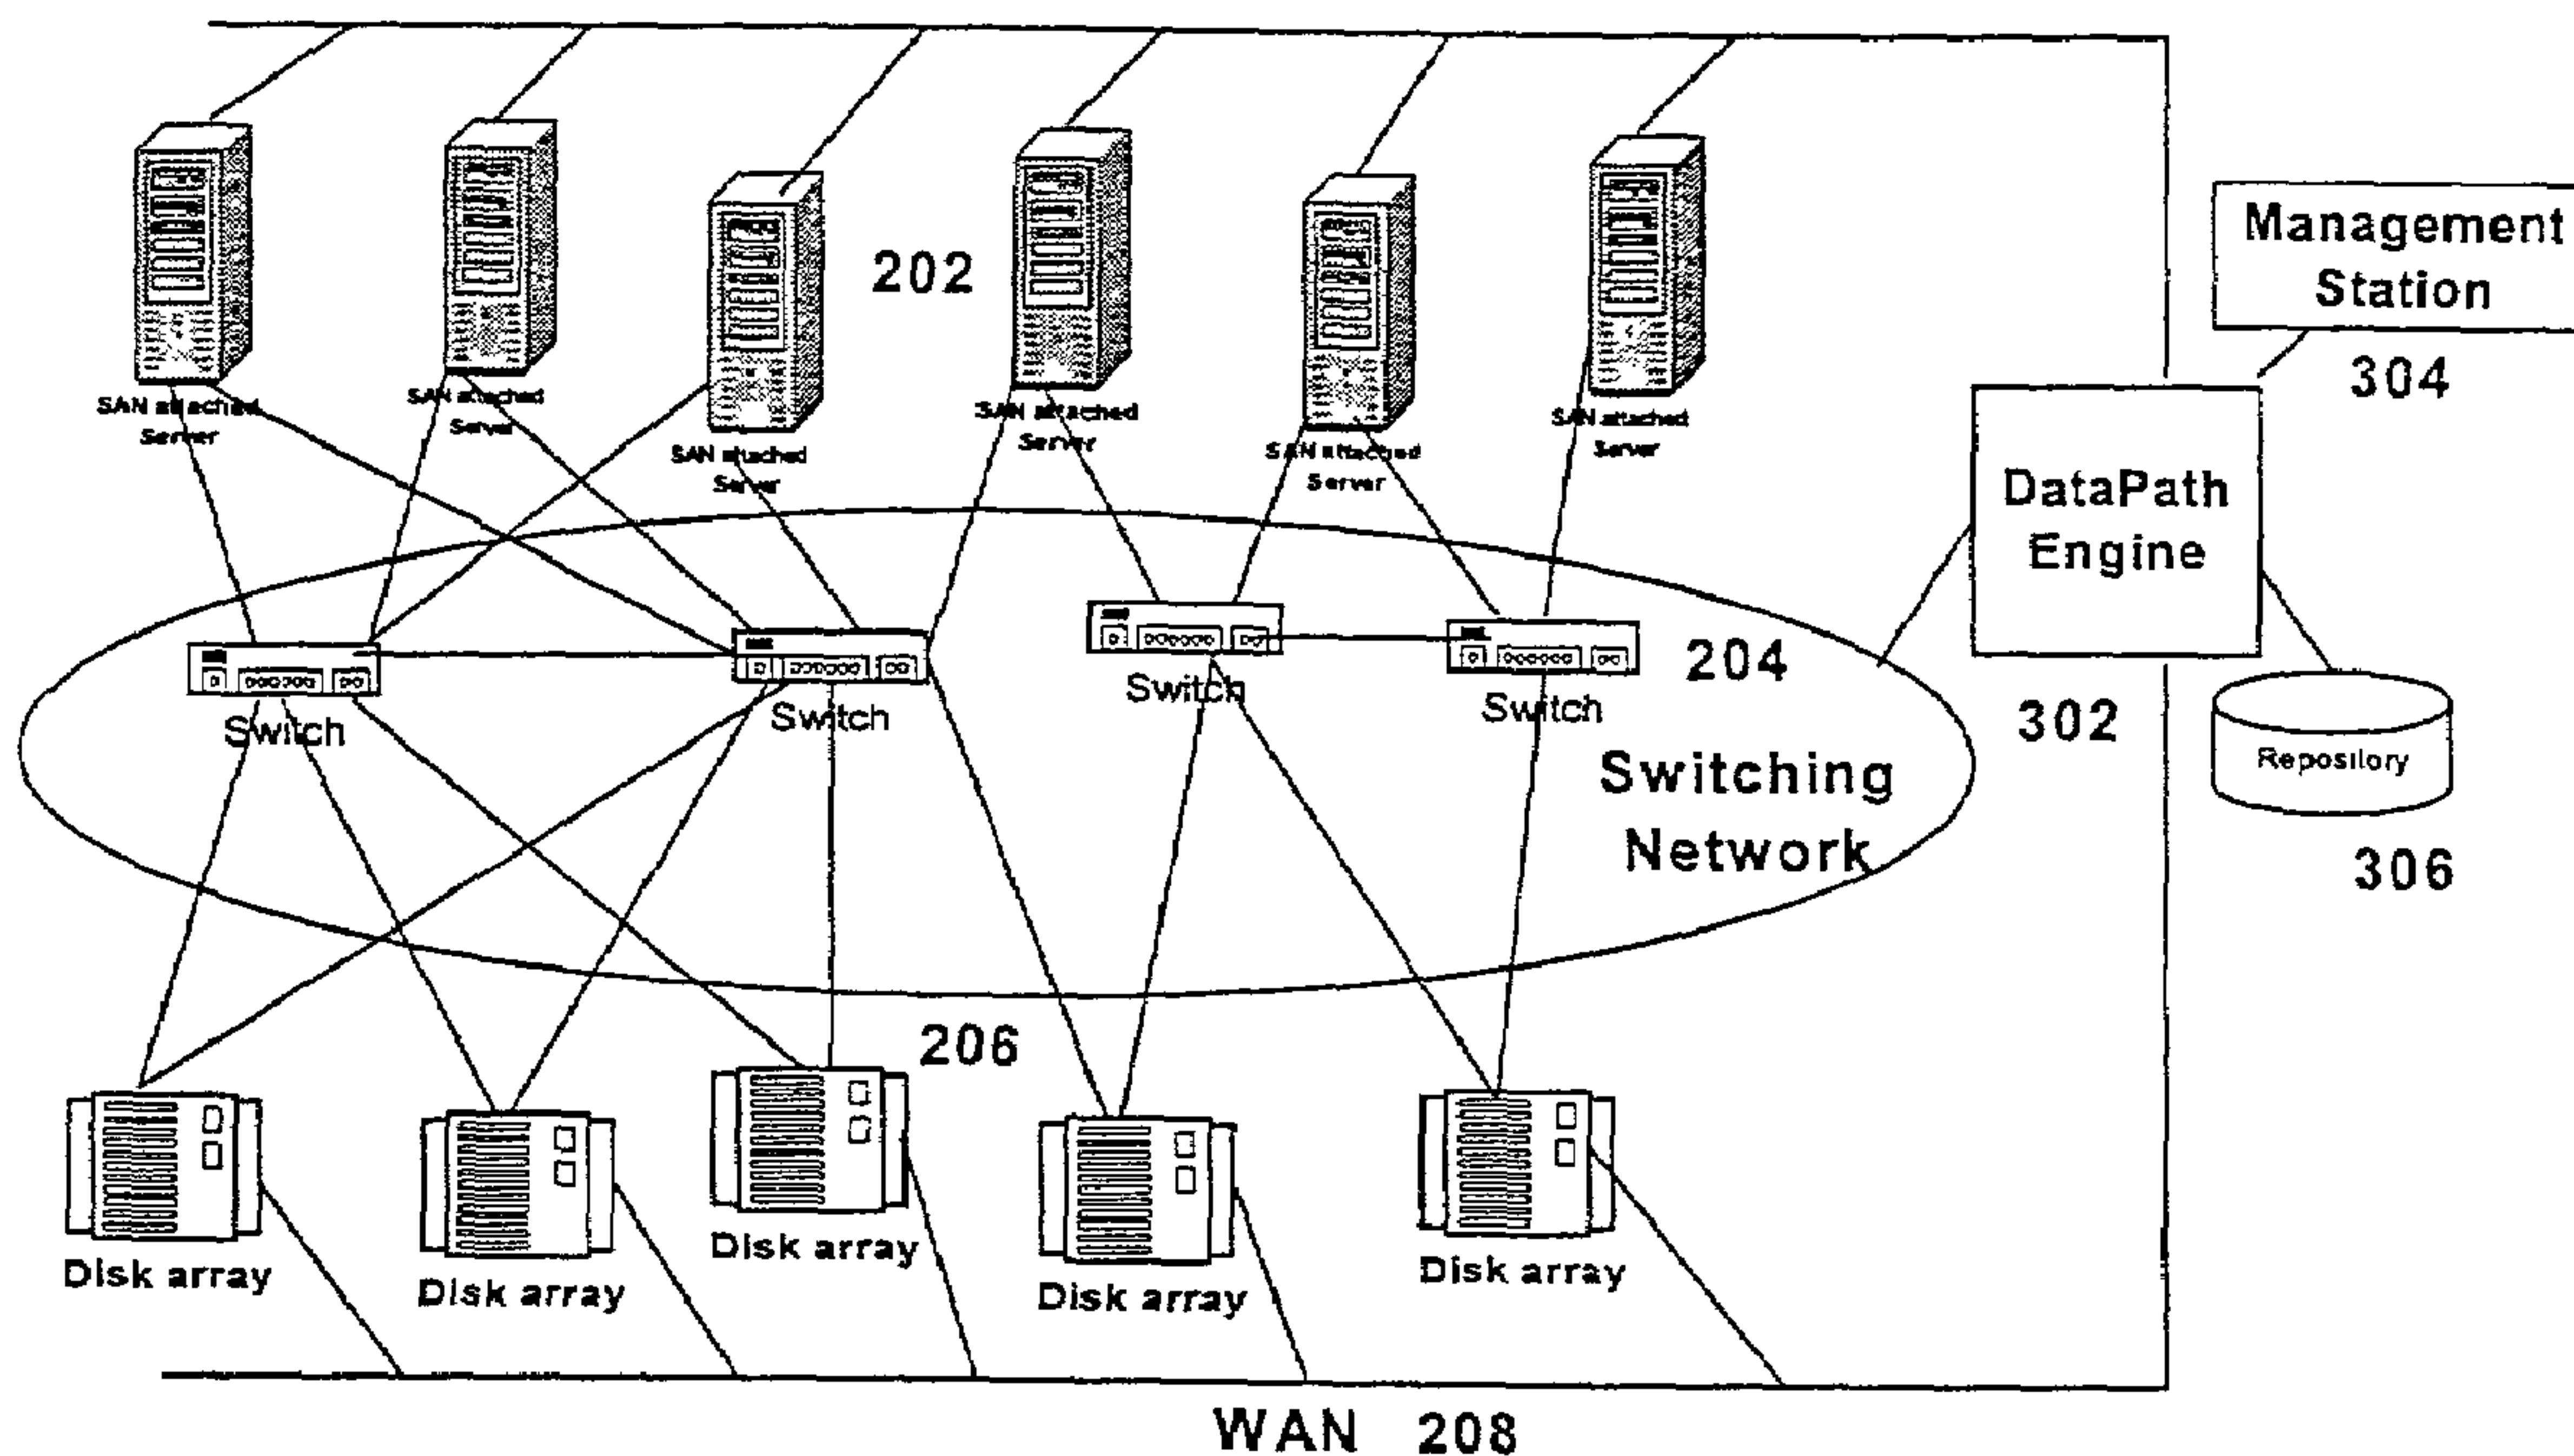 202
Management
Station
304
SAN attached
Server
SAN attached
Server
SAN attached
Server
SAN attached
Server
SAN attached
Server
SAN attached
Server
DataPath
Engine
302
Switch
Switch
Switch
Switch
204
Switching
Network
Repository
306
206
Disk array
Disk array
Disk array
Disk array
Disk array
WAN 208